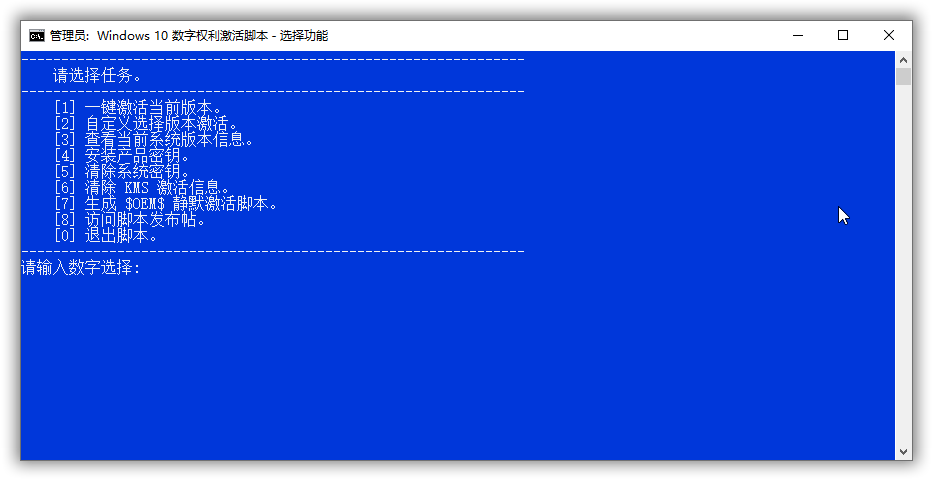 管理员: Windows 10 数字权利激活脚本 - 选择功能
---------------------------------------------------------------
请选择任务。
---------------------------------------------------------------
[1] 一键激活当前版本。
[2] 自定义选择版本激活。
[3] 查看当前系统版本信息。
[4] 安装产品密钥。
[5] 清除系统密钥。
[6] 清除 KMS 激活信息。
[7] 生成 $OEM$ 静默激活脚本。
[8] 访问脚本发布帖。
[0] 退出脚本。
---------------------------------------------------------------
请输入数字选择: